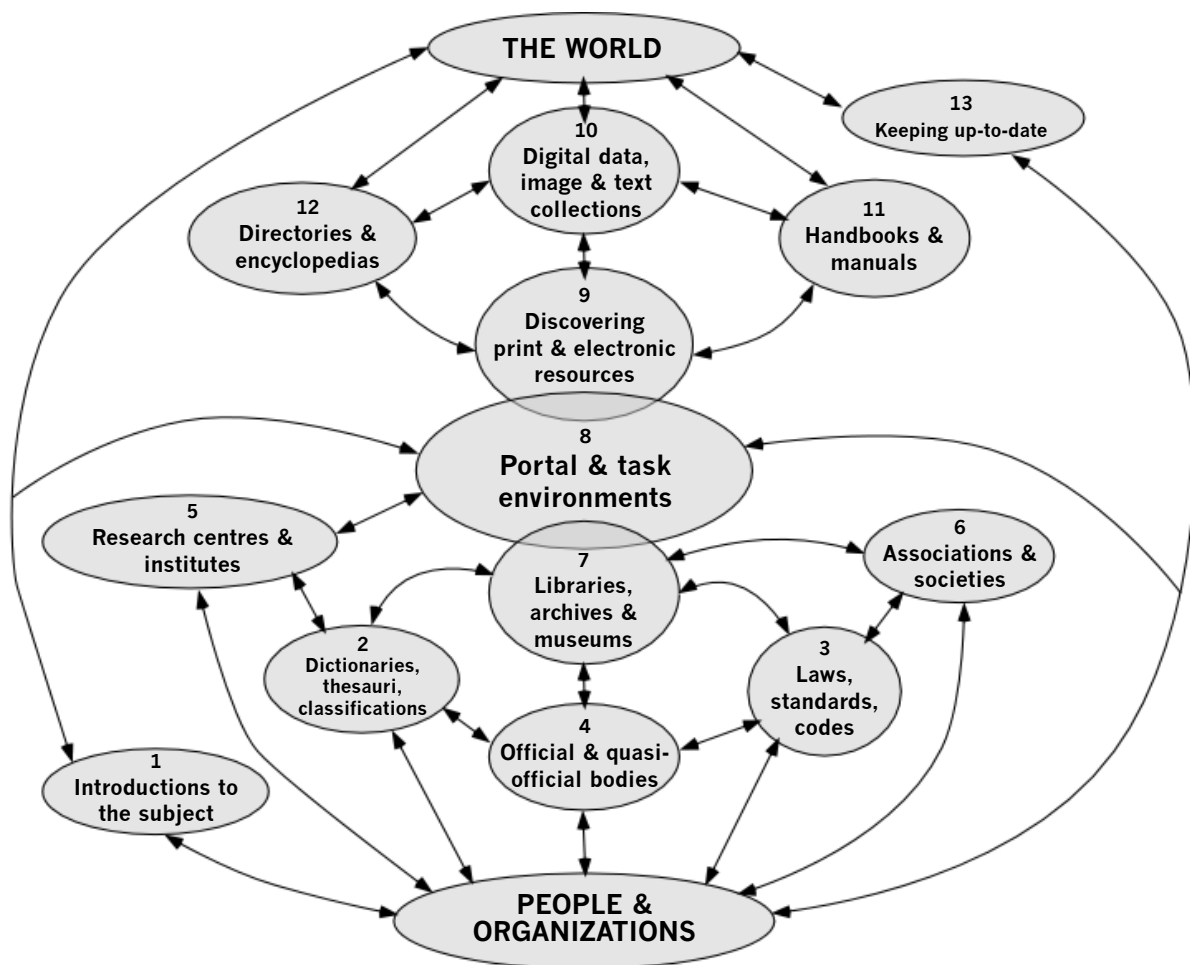 THE WORLD
13
Keeping up-to-date
10
Digital data,
image & text
collections
12
Directories &
encyclopedias
11
Handbooks &
manuals
9
Discovering
print & electronic
resources
8
Portal & task
environments
5
Research centres &
institutes
6
Associations &
societies
7
Libraries,
archives &
museums
2
Dictionaries,
thesauri,
classifications
3
Laws,
standards,
codes
4
Official & quasi-
official bodies
1
Introductions to
the subject
PEOPLE &
ORGANIZATIONS